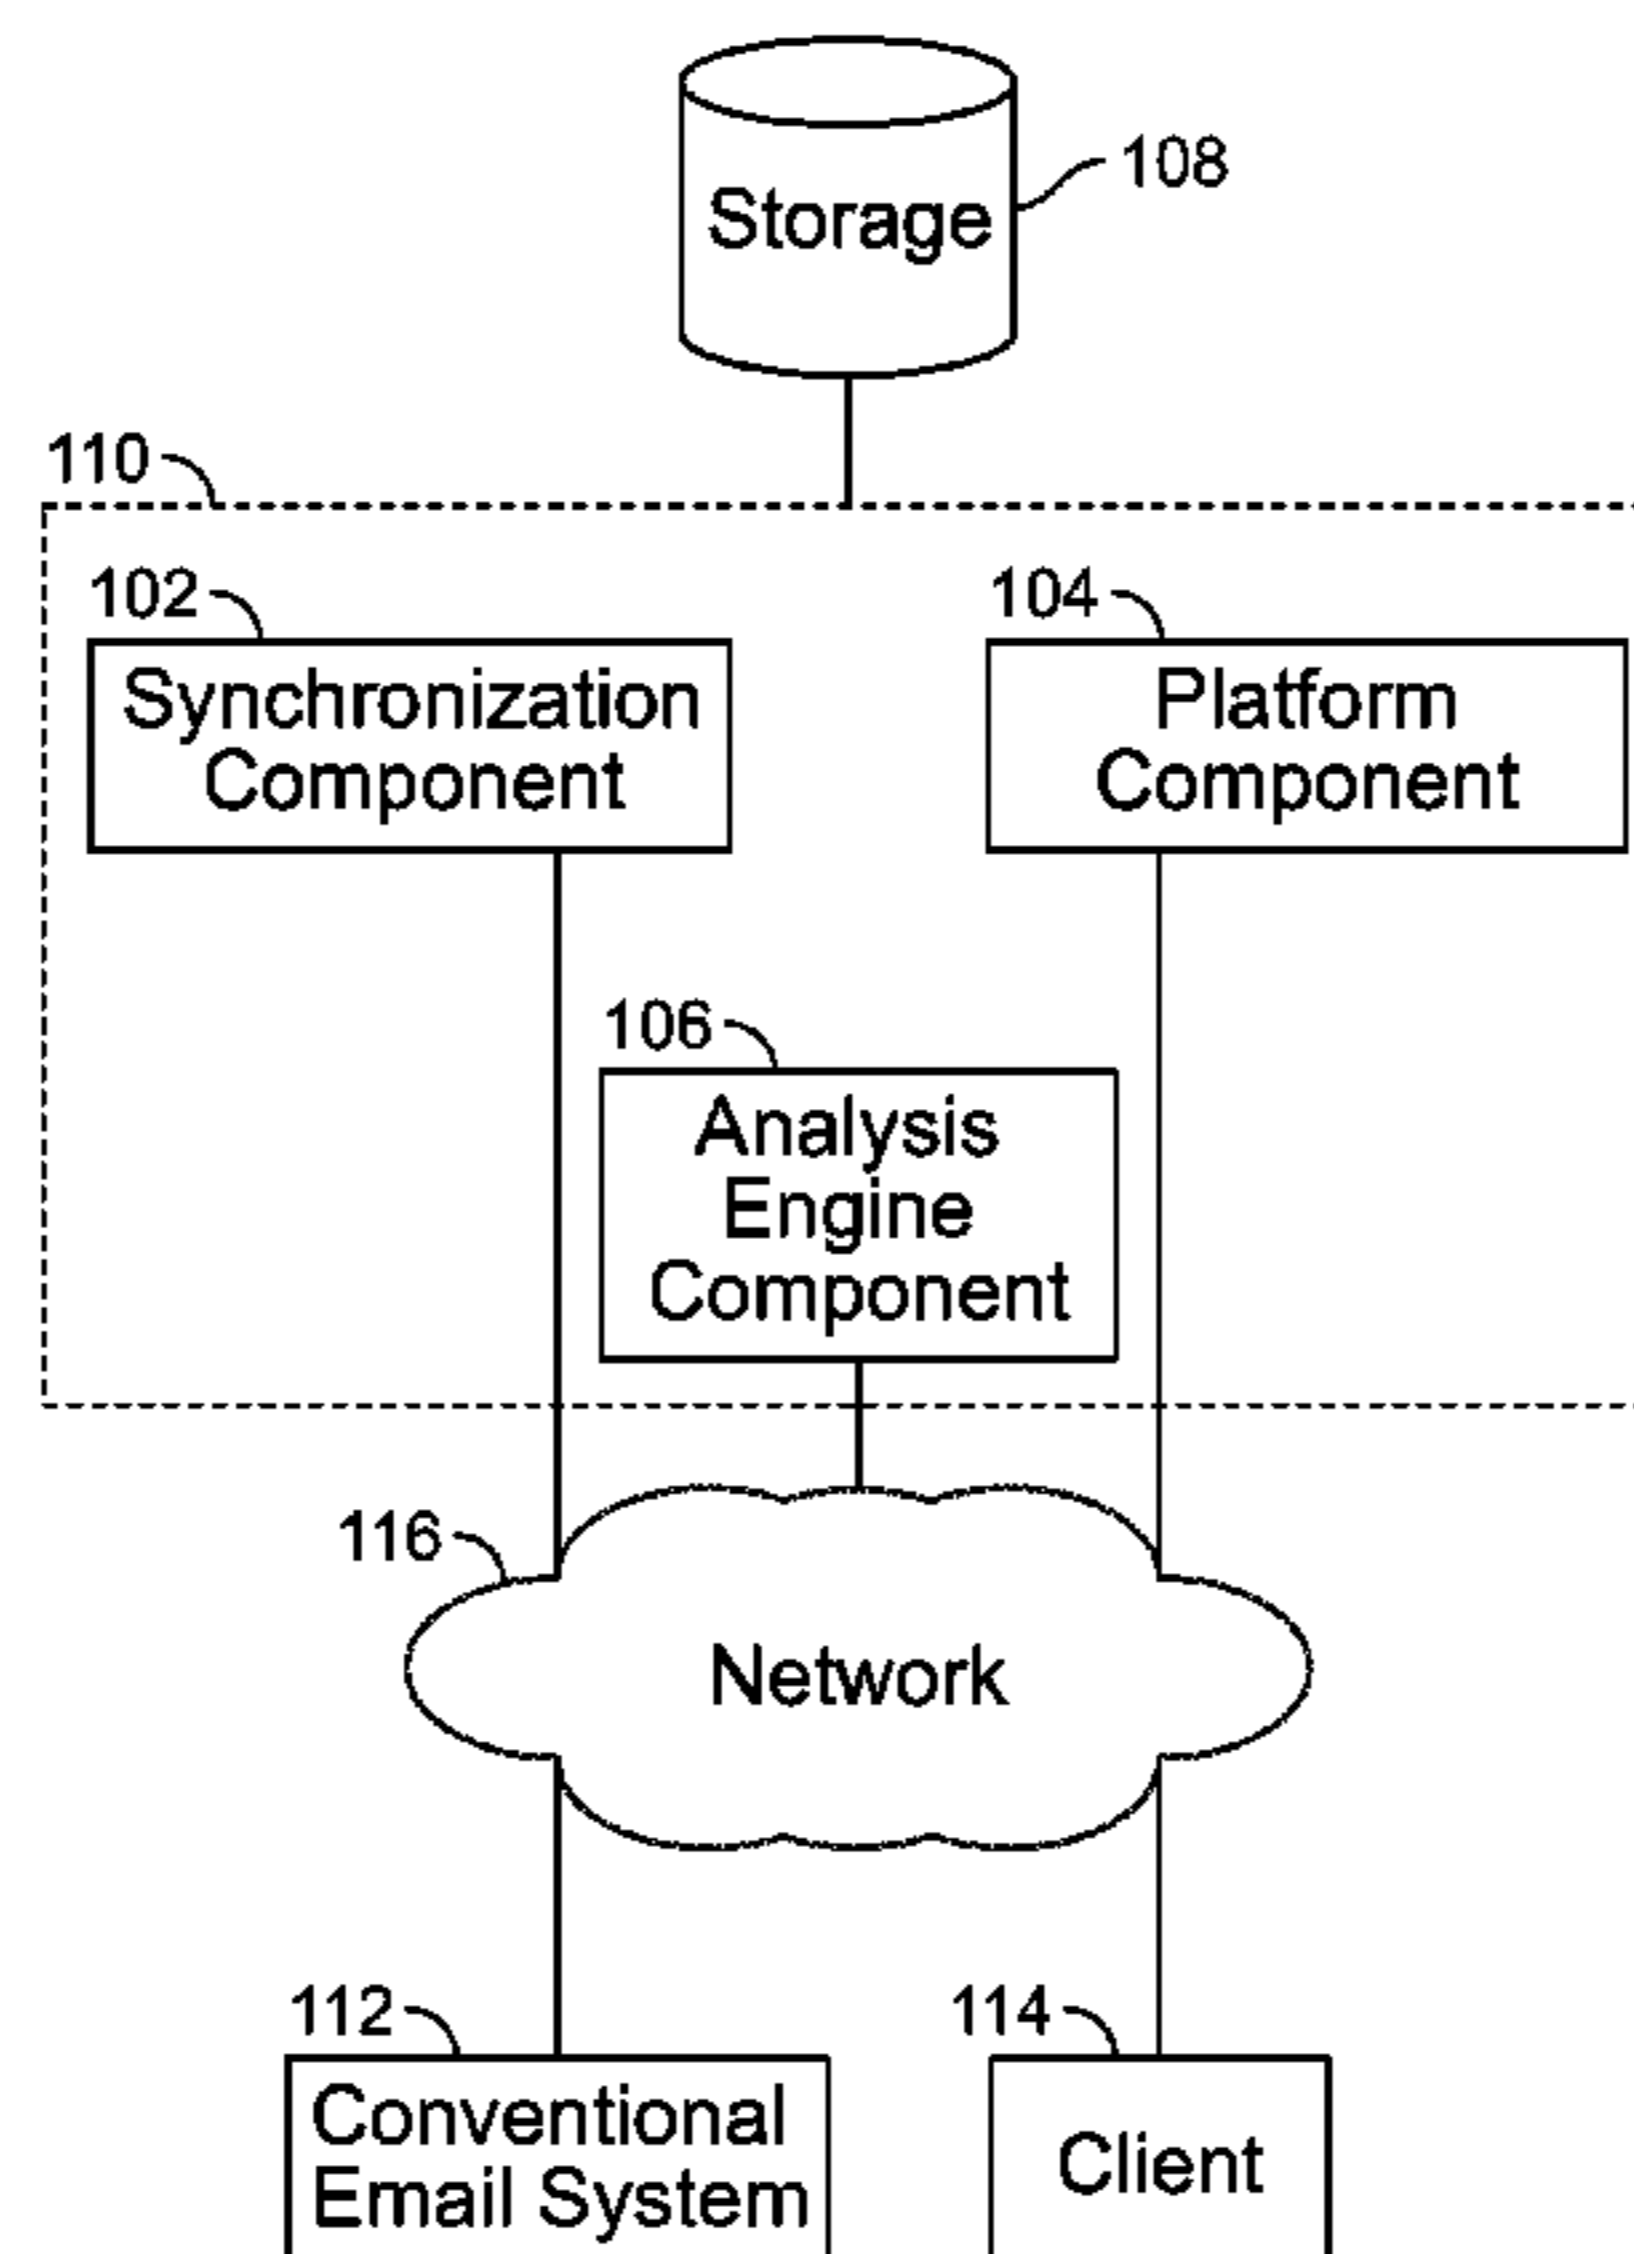 108
Storage
110
102
104
Synchronization
Component
Platform
Component
106
Analysis
Engine
Component
116
Network
112
114
Conventional
Email System
Client